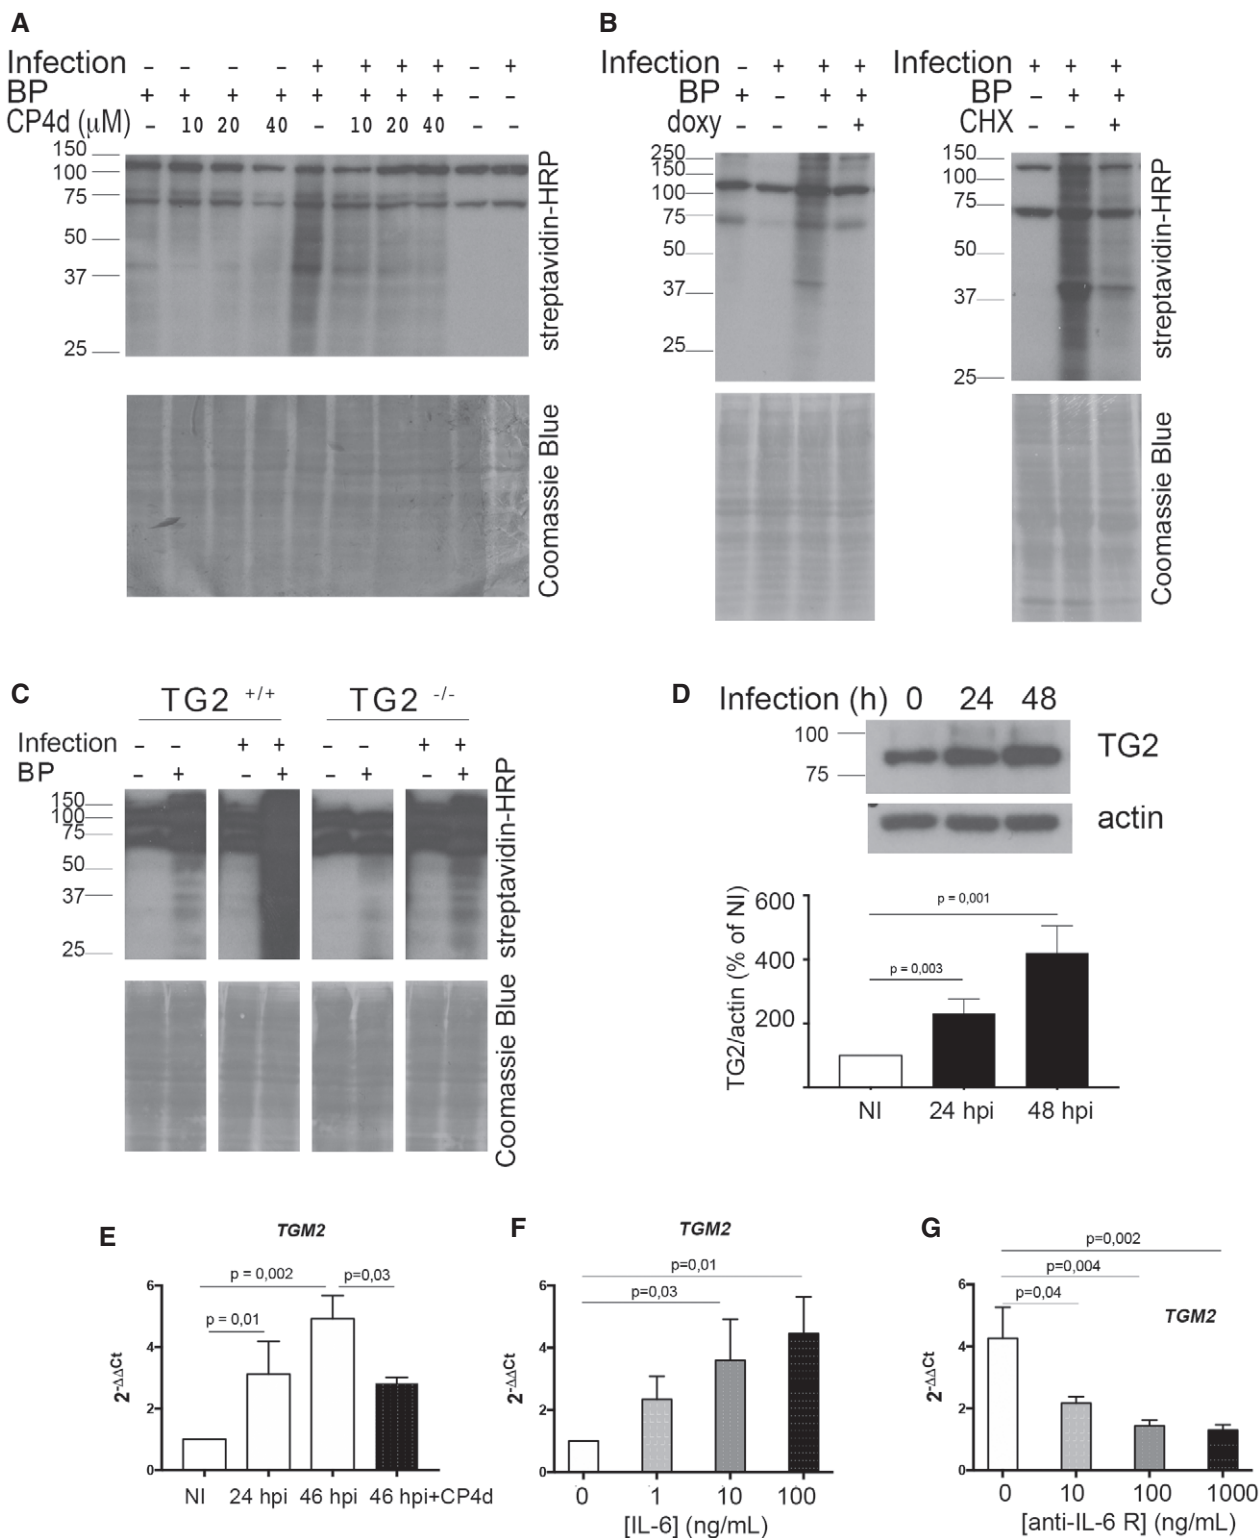 A
Infection – – – – + + + + – +
BP + + + + + + + + – –
CP4d (μM) – 10 20 40 – 10 20 40 – –
150
100
75
50
37
25
streptavidin-HRP
Coomassie Blue
B
Infection – + + +
BP + – + +
doxy – – – +
250
150
100
75
50
37
25
Infection + + +
BP – + +
CHX – – +
150
100
75
50
37
25
streptavidin-HRP
Coomassie Blue
C
TG2 +/+ TG2 -/-
Infection – – + + – – + +
BP – + – + – + – +
150
100
75
50
37
25
streptavidin-HRP
Coomassie Blue
D
Infection (h) 0 24 48
100
75
TG2
actin
TG2/actin (% of NI)
600
400
200
p = 0,001
p = 0,003
NI 24 hpi 48 hpi
E
TGM2
p = 0,002 p=0,03
p = 0,01
2-ΔΔCt
6
4
2
0
NI 24 hpi 46 hpi 46 hpi+CP4d
F
TGM2
p=0,01
p=0,03
2-ΔΔCt
6
4
2
0
0 1 10 100
[IL-6] (ng/mL)
G
p=0,002
p=0,004
p=0,04
TGM2
2-ΔΔCt
6
4
2
0
0 10 100 1000
[anti-IL-6 R] (ng/mL)